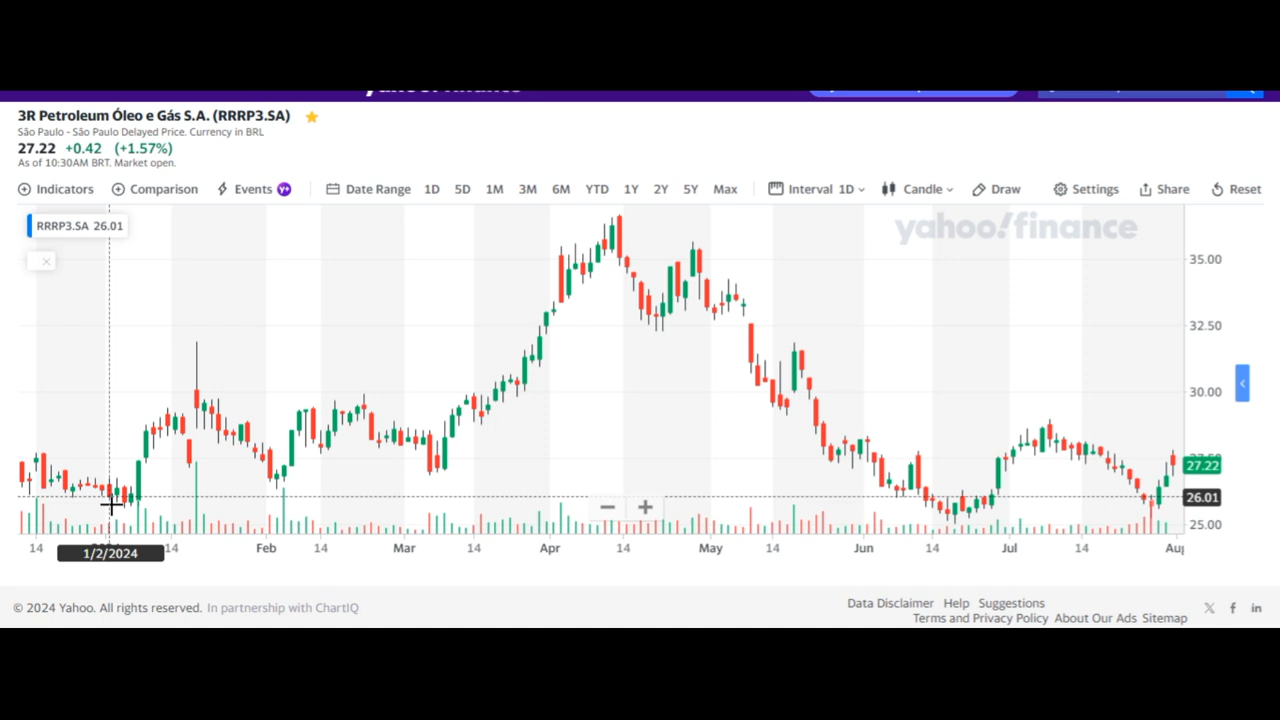 3R Petroleum Óleo e Gás S.A. (RRRP3.SA)
São Paulo - São Paulo Delayed Price. Currency in BRL
27.22 +0.42 (+1.57%)
As of 10:30AM BRT. Market open.
Indicators Comparison Events Y+ Date Range 1D 5D 1M 3M 6M YTD 1Y 2Y 5Y Max Interval 1D Candle Draw Settings Share Reset
RRRP3.SA 26.01
yahoo!finance
35.00
32.50
30.00
27.22
26.01
25.00
14 14 Feb 14 Mar 14 Apr 14 May 14 Jun 14 Jul 14 Aug
1/2/2024
© 2024 Yahoo. All rights reserved. In partnership with ChartIQ
Data Disclaimer Help Suggestions
Terms and Privacy Policy About Our Ads Sitemap